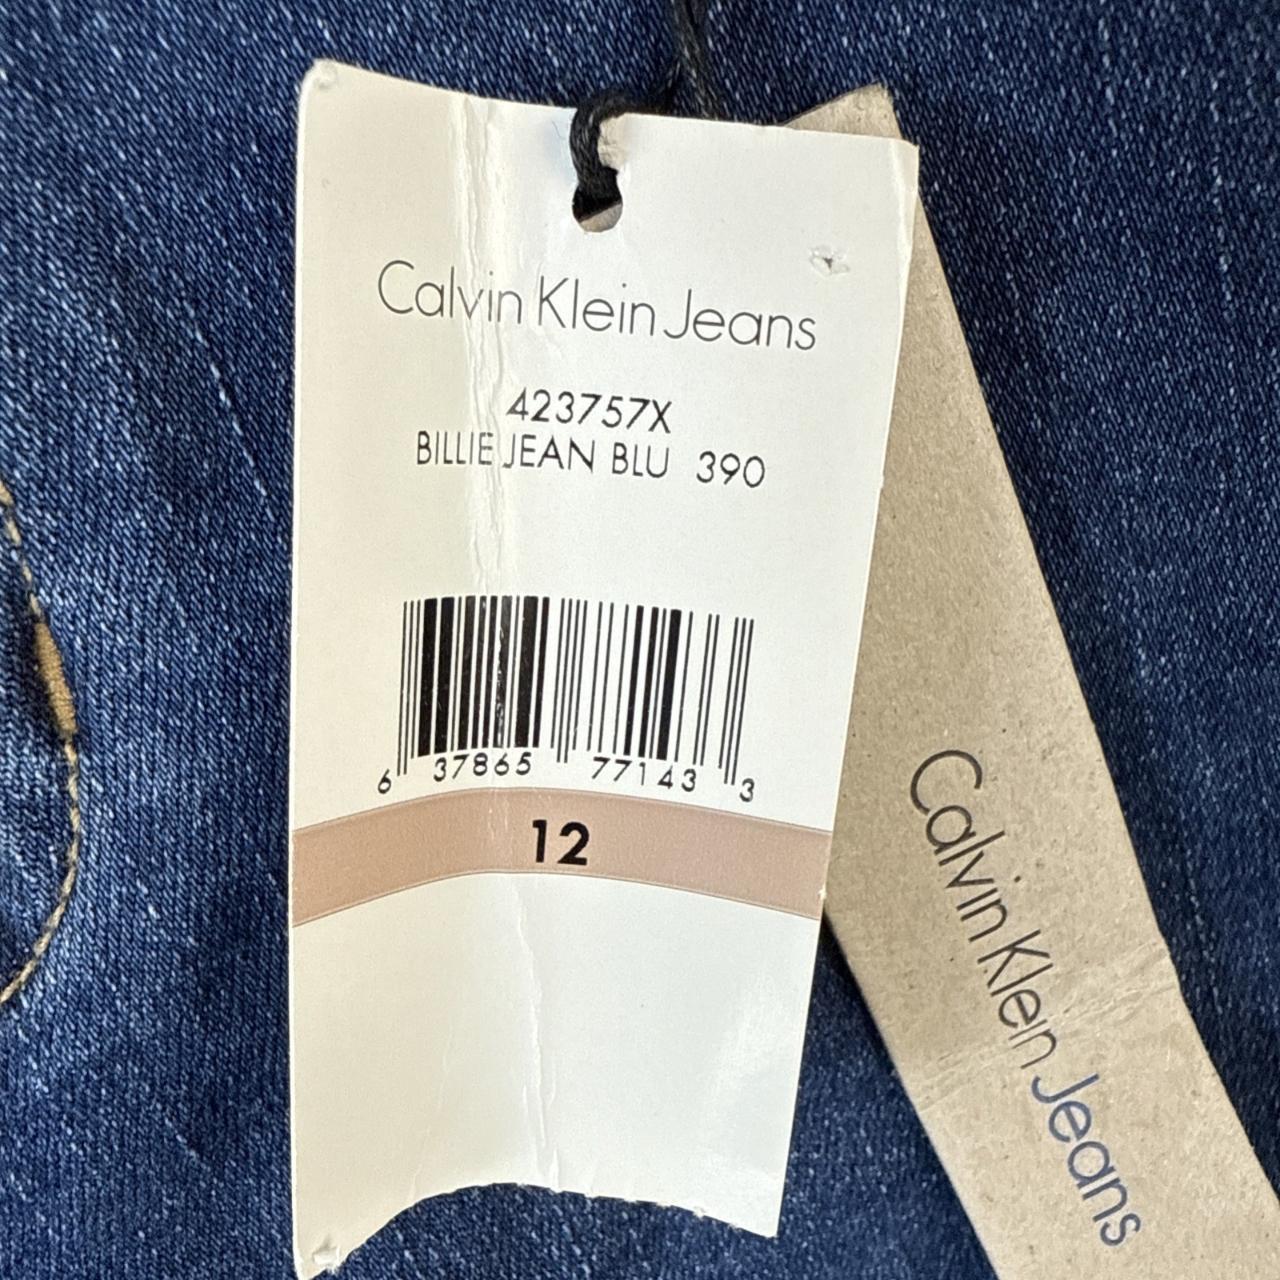 Calvin Klein Jeans
423757X
BILLIE JEAN BLU 390
6 37865 77143 3
12
Calvin Klein Jeans